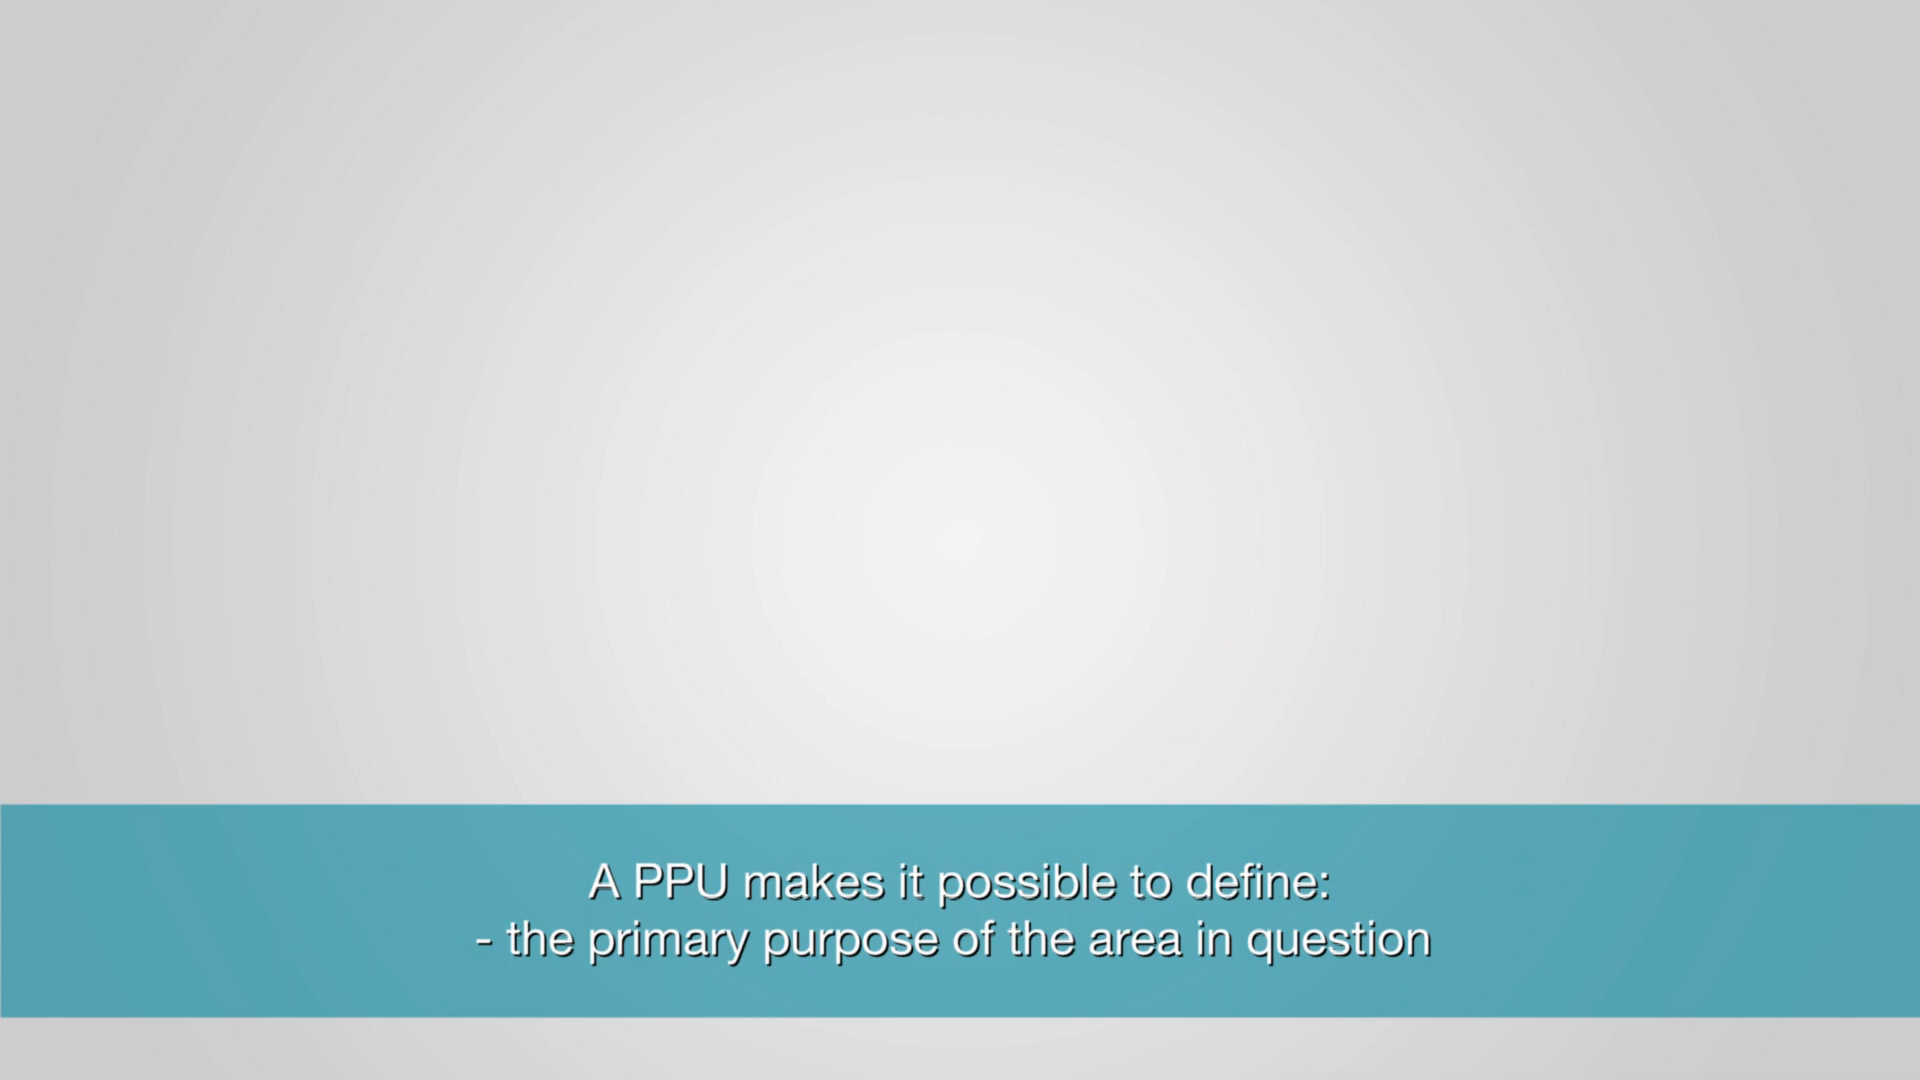 A PPU makes it possible to define:
- the primary purpose of the area in question